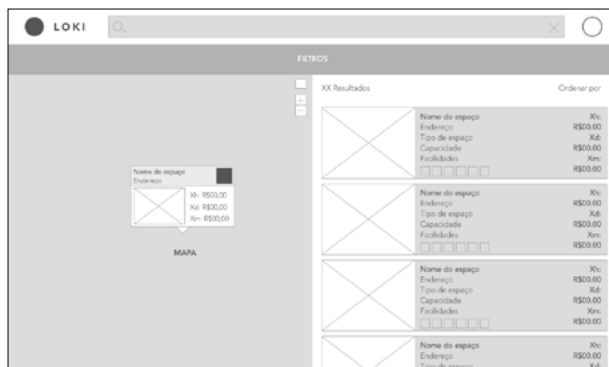 LOKI
FILTROS
XX Resultados
Ordenar por
Nome do espaço
Endereço
Xh: R$00,00
Xd: R$00,00
Xm: R$00,00
MAPA
Nome do espaço
Xh:
Endereço
R$00.00
Tipo de espaço
Xd:
Capacidade
R$00.00
Facilidades
Xm:
R$00.00
Nome do espaço
Xh:
Endereço
R$00.00
Tipo de espaço
Xd:
Capacidade
R$00.00
Facilidades
Xm:
R$00.00
Nome do espaço
Xh:
Endereço
R$00.00
Tipo de espaço
Xd:
Capacidade
R$00.00
Facilidades
Xm:
R$00.00
Nome do espaço
Xh:
Endereço
R$00.00
Tipo de espaço
Xd: